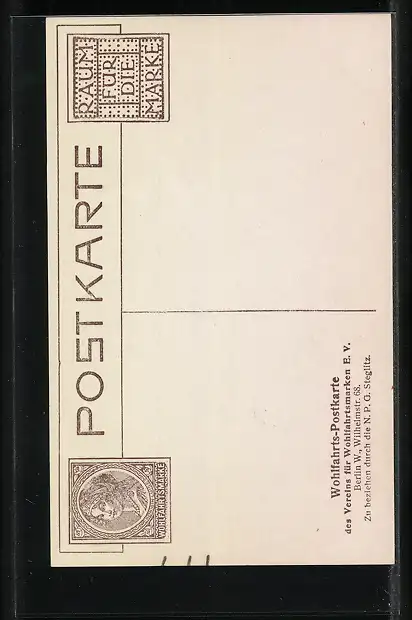 RAUM
FÜR
DIE
MARKE
POSTKARTE
WOHLFAHRTSMARKE
Wohlfahrts-Postkarte
des Vereins für Wohlfahrtsmarken E. V.
Berlin W., Wilhelmstr. 68.
Zu beziehen durch die N. P. G. Steglitz.